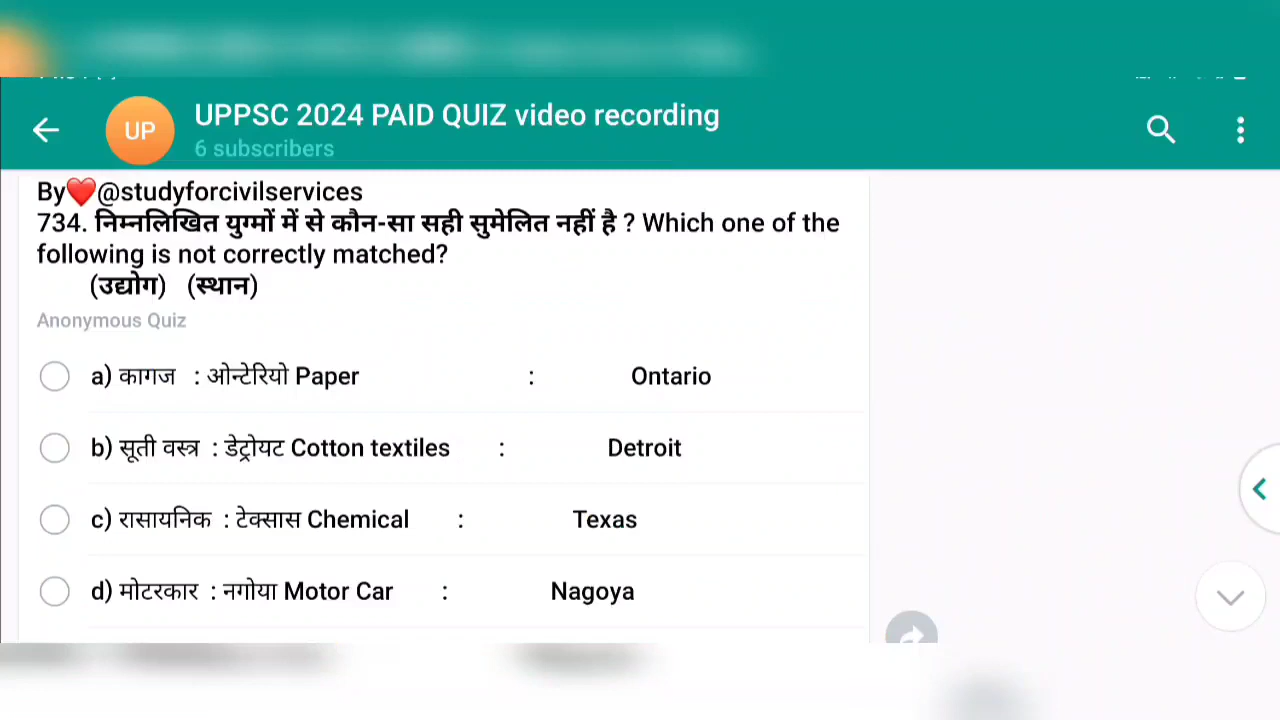 UP
UPPSC 2024 PAID QUIZ video recording
6 subscribers
By❤️@studyforcivilservices
734. निम्नलिखित युग्मों में से कौन-सा सही सुमेलित नहीं है ? Which one of the
following is not correctly matched?
(उद्योग) (स्थान)
Anonymous Quiz
a) कागज : ओन्टेरियो Paper : Ontario
b) सूती वस्त्र : डेट्रोयट Cotton textiles : Detroit
c) रासायनिक : टेक्सास Chemical : Texas
d) मोटरकार : नगोया Motor Car : Nagoya